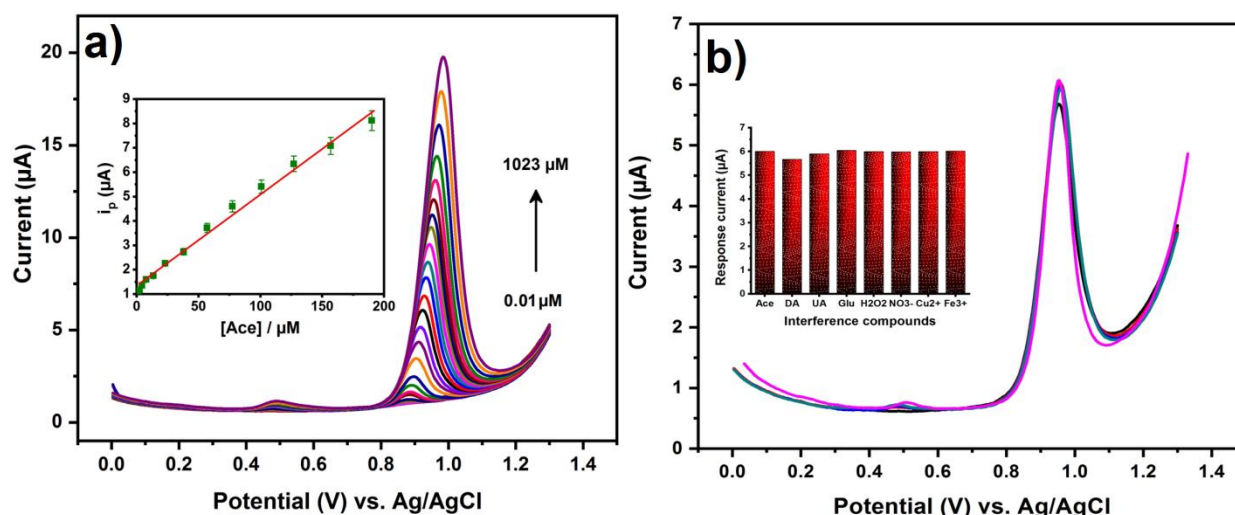 a)
20
15
10
5
0
Current (µA)
0.0 0.2 0.4 0.6 0.8 1.0 1.2 1.4
Potential (V) vs. Ag/AgCl
1023 µM
0.01 µM
9
8
7
6
5
4
3
2
1
i_p (µA)
0 50 100 150 200
[Ace] / µM
b)
7
6
5
4
3
2
1
0
Current (µA)
0.0 0.2 0.4 0.6 0.8 1.0 1.2 1.4
Potential (V) vs. Ag/AgCl
7
6
5
4
3
2
1
0
Response current (µA)
Ace DA UA Glu H2O2 NO3- Cu2+ Fe3+
Interference compounds